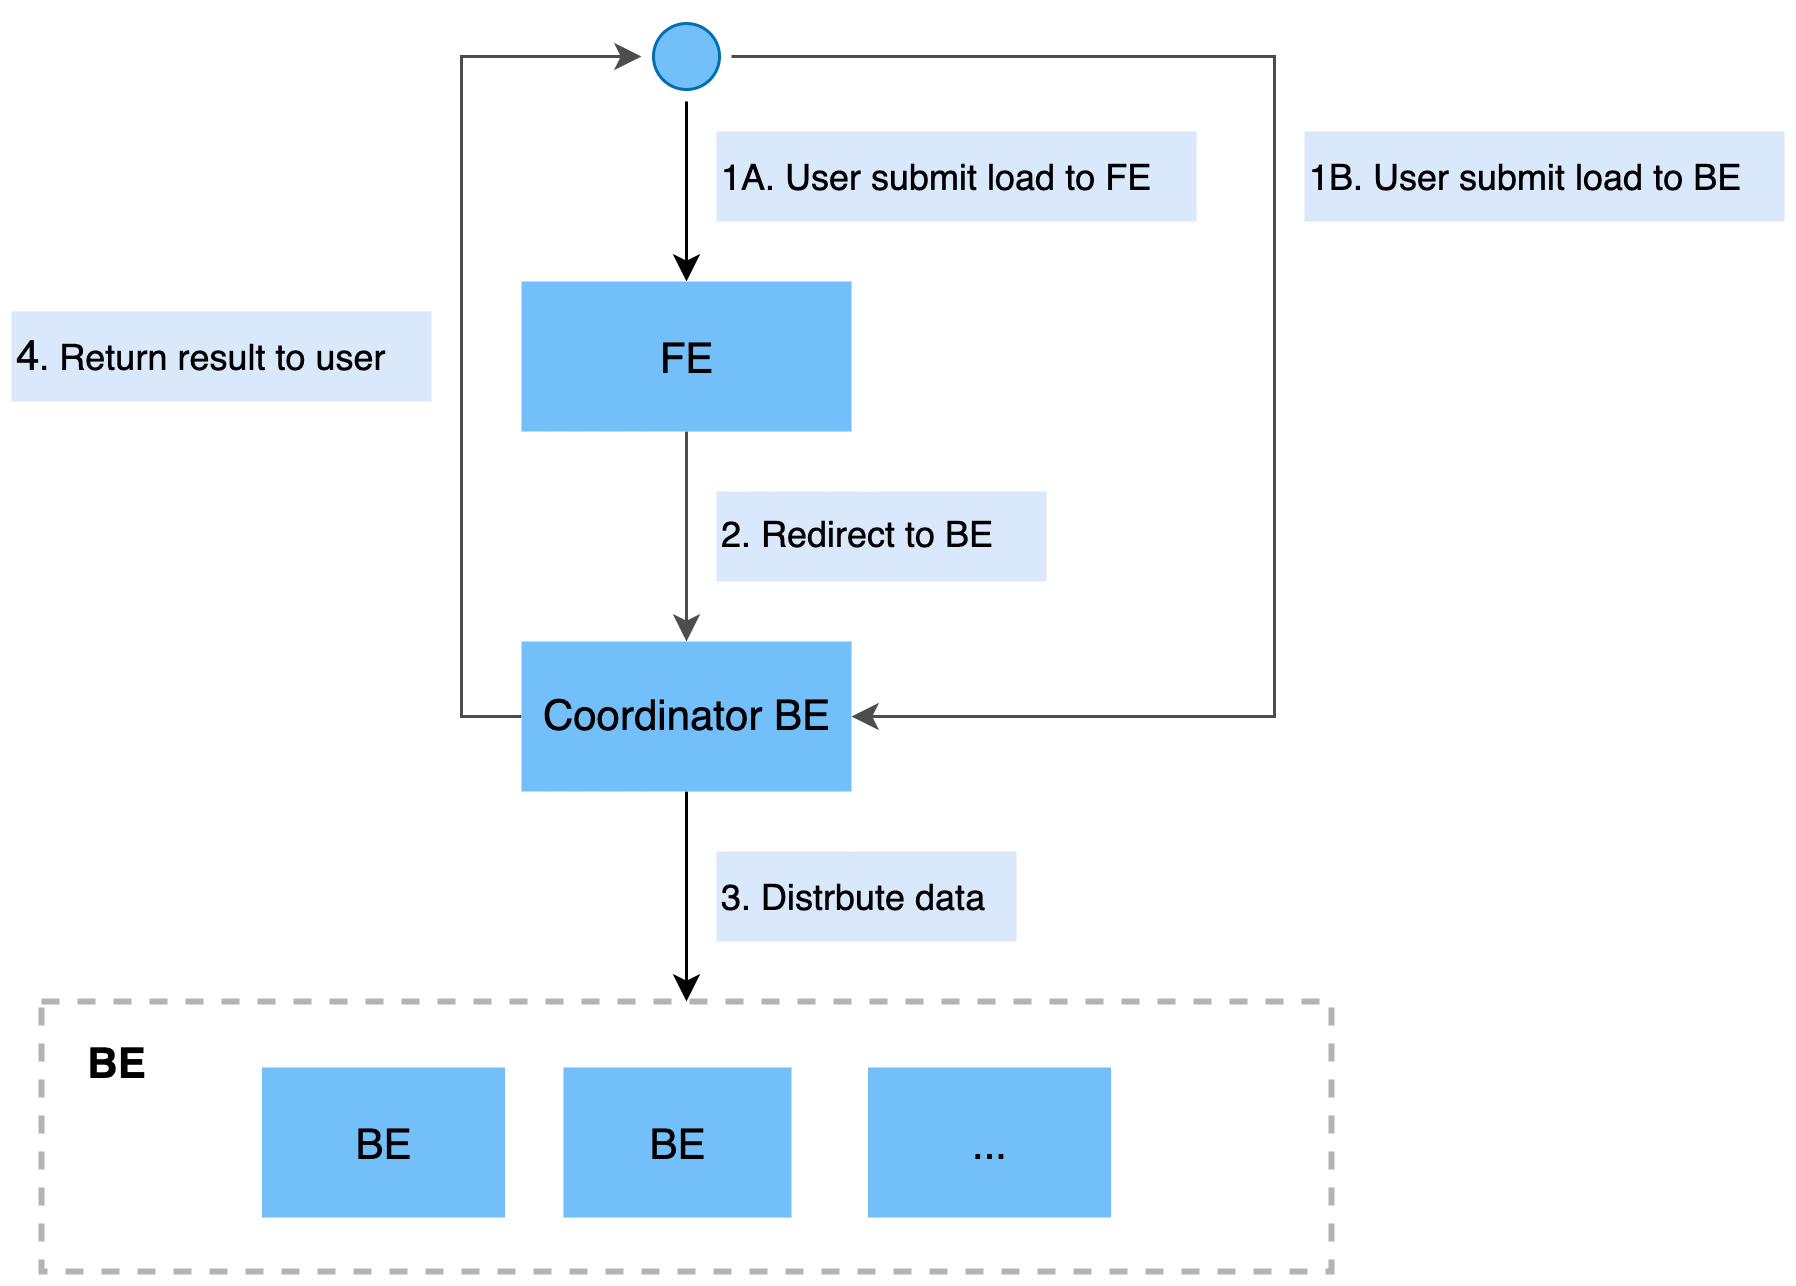 1A. User submit load to FE
1B. User submit load to BE
FE
4. Return result to user
2. Redirect to BE
Coordinator BE
3. Distrbute data
BE
BE
BE
...